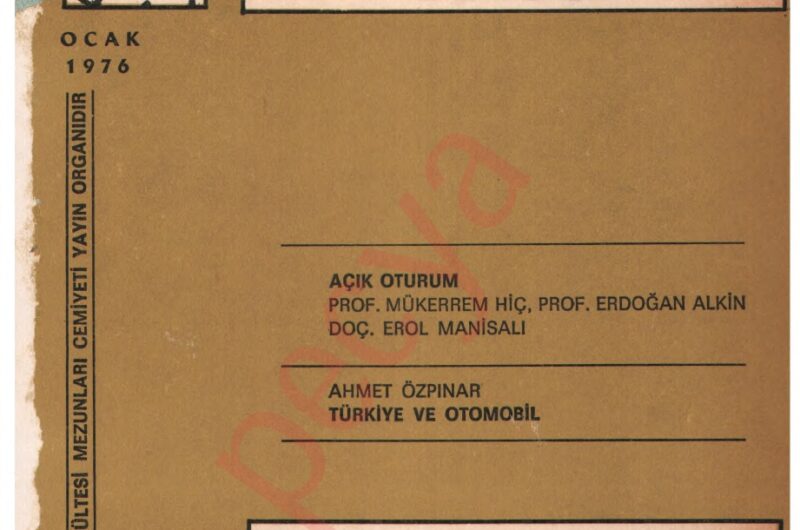 OCAK
1976
ÜLTESİ MEZUNLARI CEMİYETİ YAYIN ORGANIDIR
AÇIK OTURUM
PROF. MÜKERREM HİÇ, PROF. ERDOĞAN ALKİN
DOÇ. EROL MANİSALI
AHMET ÖZPINAR
TÜRKİYE VE OTOMOBİL